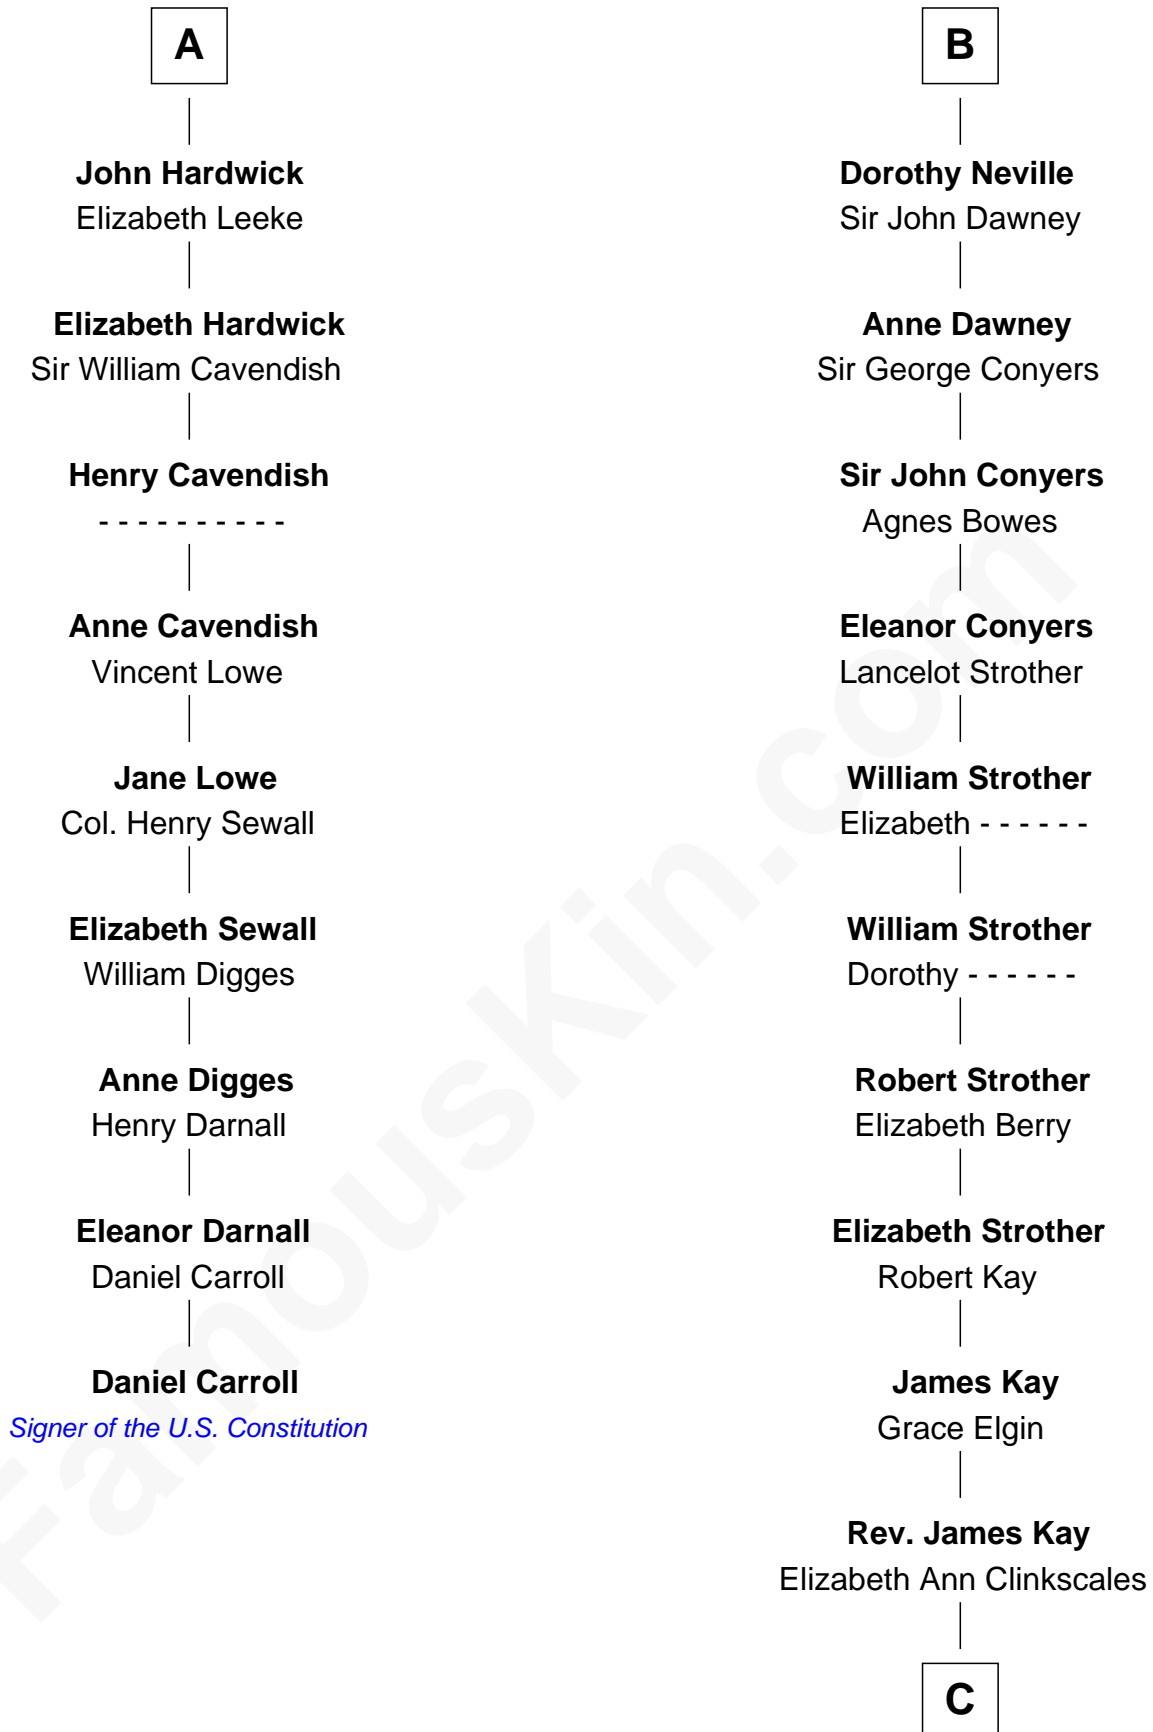 A
John Hardwick
Elizabeth Leeke
Elizabeth Hardwick
Sir William Cavendish
Henry Cavendish
- - - - - - - - - -
Anne Cavendish
Vincent Lowe
Jane Lowe
Col. Henry Sewall
Elizabeth Sewall
William Digges
Anne Digges
Henry Darnall
Eleanor Darnall
Daniel Carroll
Daniel Carroll
Signer of the U.S. Constitution
B
Dorothy Neville
Sir John Dawney
Anne Dawney
Sir George Conyers
Sir John Conyers
Agnes Bowes
Eleanor Conyers
Lancelot Strother
William Strother
Elizabeth - - - - - -
William Strother
Dorothy - - - - - -
Robert Strother
Elizabeth Berry
Elizabeth Strother
Robert Kay
James Kay
Grace Elgin
Rev. James Kay
Elizabeth Ann Clinkscales
C
FamousKin.com